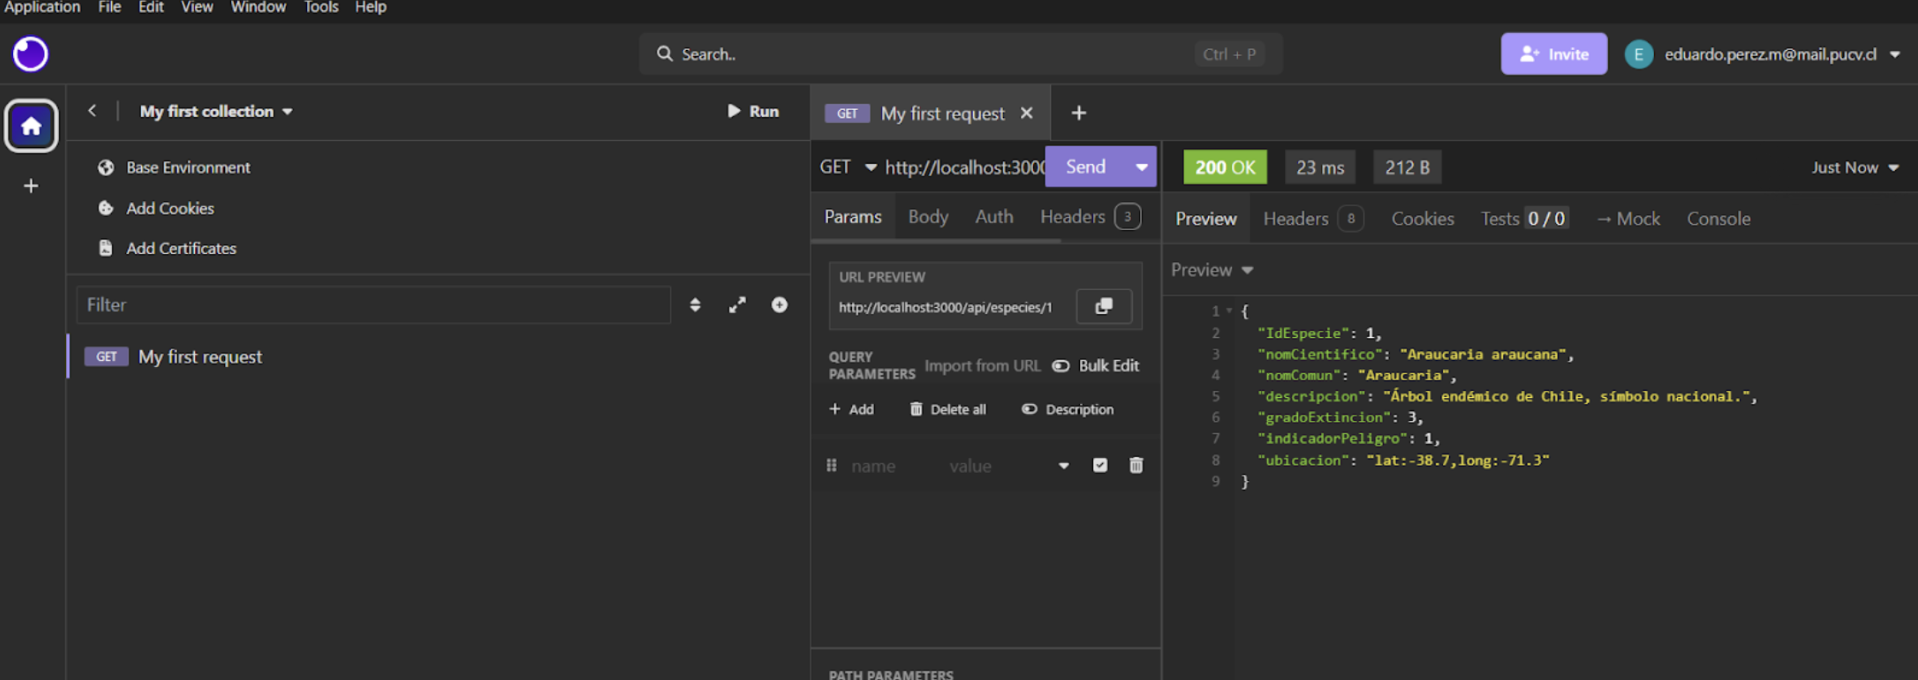 Application File Edit View Window Tools Help
Search.. Ctrl + P
Invite
E eduardo.perez.m@mail.pucv.cl
My first collection
Run
Base Environment
Add Cookies
Add Certificates
Filter
GET My first request
GET My first request
GET http://localhost:3000 Send
Params Body Auth Headers 3
URL PREVIEW
http://localhost:3000/api/especies/1
QUERY PARAMETERS Import from URL Bulk Edit
Add Delete all Description
name value
PATH PARAMETERS
200 OK 23 ms 212 B Just Now
Preview Headers 8 Cookies Tests 0 / 0 → Mock Console
Preview
1 {
2 "IdEspecie": 1,
3 "nomCientifico": "Araucaria araucana",
4 "nomComun": "Araucaria",
5 "descripcion": "Árbol endémico de Chile, símbolo nacional.",
6 "gradoExtincion": 3,
7 "indicadorPeligro": 1,
8 "ubicacion": "lat:-38.7,long:-71.3"
9 }